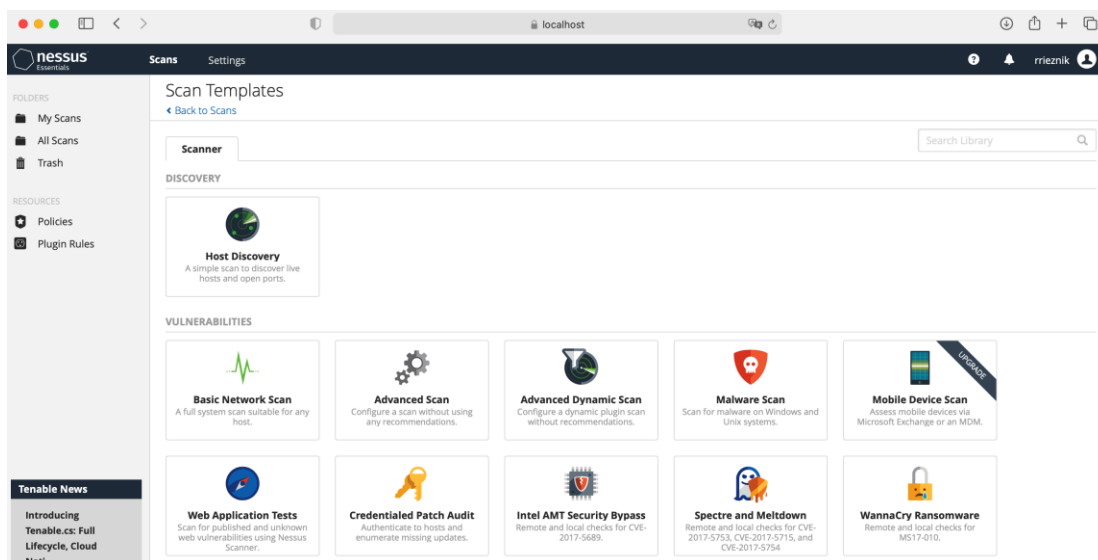 localhost
nessus
Essentials
Scans
Settings
rrieznik
FOLDERS
My Scans
All Scans
Trash
RESOURCES
Policies
Plugin Rules
Tenable News
Introducing
Tenable.cs: Full
Lifecycle, Cloud
Scan Templates
Back to Scans
Scanner
Search Library
DISCOVERY
Host Discovery
A simple scan to discover live
hosts and open ports.
VULNERABILITIES
Basic Network Scan
A full system scan suitable for any
host.
Advanced Scan
Configure a scan without using
any recommendations.
Advanced Dynamic Scan
Configure a dynamic plugin scan
without recommendations.
Malware Scan
Scan for malware on Windows and
Unix systems.
UPGRADE
Mobile Device Scan
Assess mobile devices via
Microsoft Exchange or an MDM.
Web Application Tests
Scan for published and unknown
web vulnerabilities using Nessus
Scanner.
Credentialed Patch Audit
Authenticate to hosts and
enumerate missing updates.
Intel AMT Security Bypass
Remote and local checks for CVE-
2017-5689.
Spectre and Meltdown
Remote and local checks for CVE-
2017-5753, CVE-2017-5715, and
CVE-2017-5754
WannaCry Ransomware
Remote and local checks for
MS17-010.